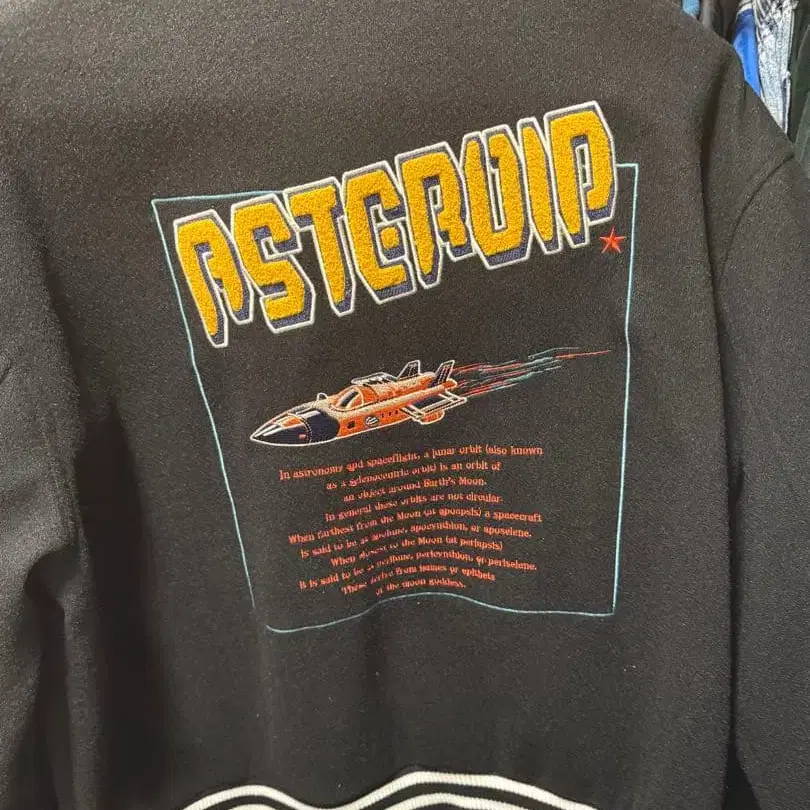 ASTEROID
In astronomy and spaceflight, a lunar orbit (also known
as a selenocentric orbit) is an orbit of
an object around Earth's Moon.
In general these orbits are not circular.
When farthest from the Moon (at apoapsis) a spacecraft
is said to be at apolune, apocynthion, or aposelene.
When closest to the Moon (at periapsis)
it is said to be at perilune, pericynthion, or periselene.
These derive from names or epithets
of the moon goddess.